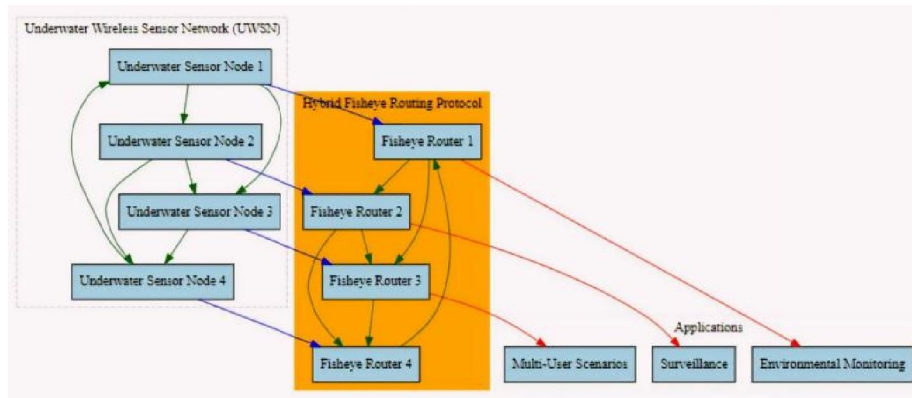 Underwater Wireless Sensor Network (UWSN)
Underwater Sensor Node 1
Hybrid Fisheye Routing Protocol
Underwater Sensor Node 2
Fisheye Router 1
Underwater Sensor Node 3
Fisheye Router 2
Underwater Sensor Node 4
Fisheye Router 3
Applications
Fisheye Router 4
Multi-User Scenarios
Surveillance
Environmental Monitoring